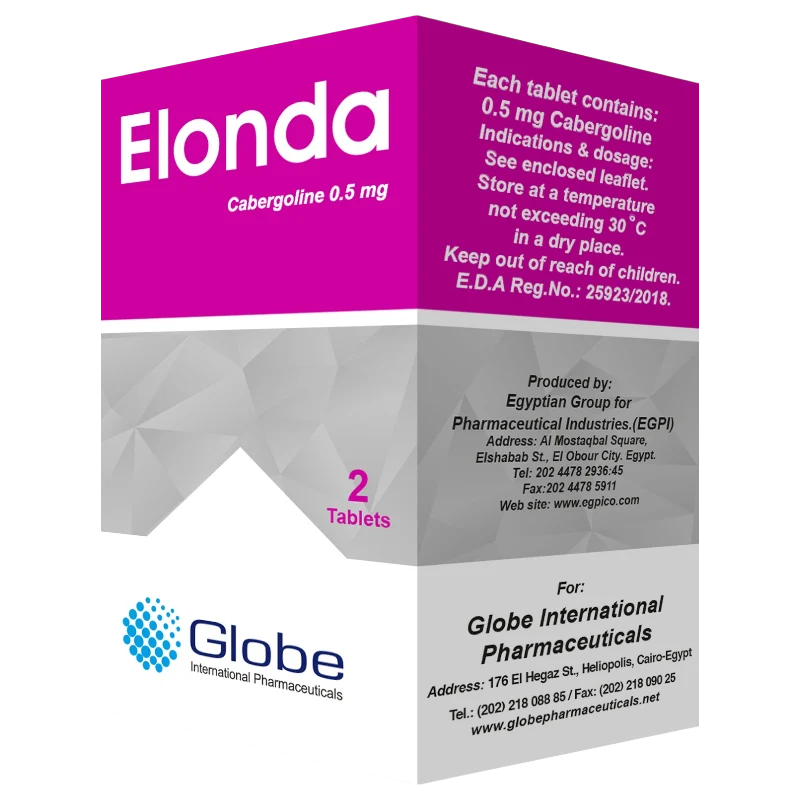 Elonda
Cabergoline 0.5 mg
2
Tablets
Globe
International Pharmaceuticals
Each tablet contains:
0.5 mg Cabergoline
Indications & dosage:
See enclosed leaflet.
Store at a temperature
not exceeding 30°C
in a dry place.
Keep out of reach of children.
E.D.A Reg.No.: 25923/2018.
Produced by:
Egyptian Group for
Pharmaceutical Industries.(EGPI)
Address: Al Mostaqbal Square,
Elshabab St., El Obour City. Egypt.
Tel: 202 4478 2936:45
Fax:202 4478 5911
Web site: www.egpico.com
For:
Globe International
Pharmaceuticals
Address: 176 El Hegaz St., Heliopolis, Cairo-Egypt
Tel.: (202) 218 088 85 / Fax: (202) 218 090 25
www.globepharmaceuticals.net